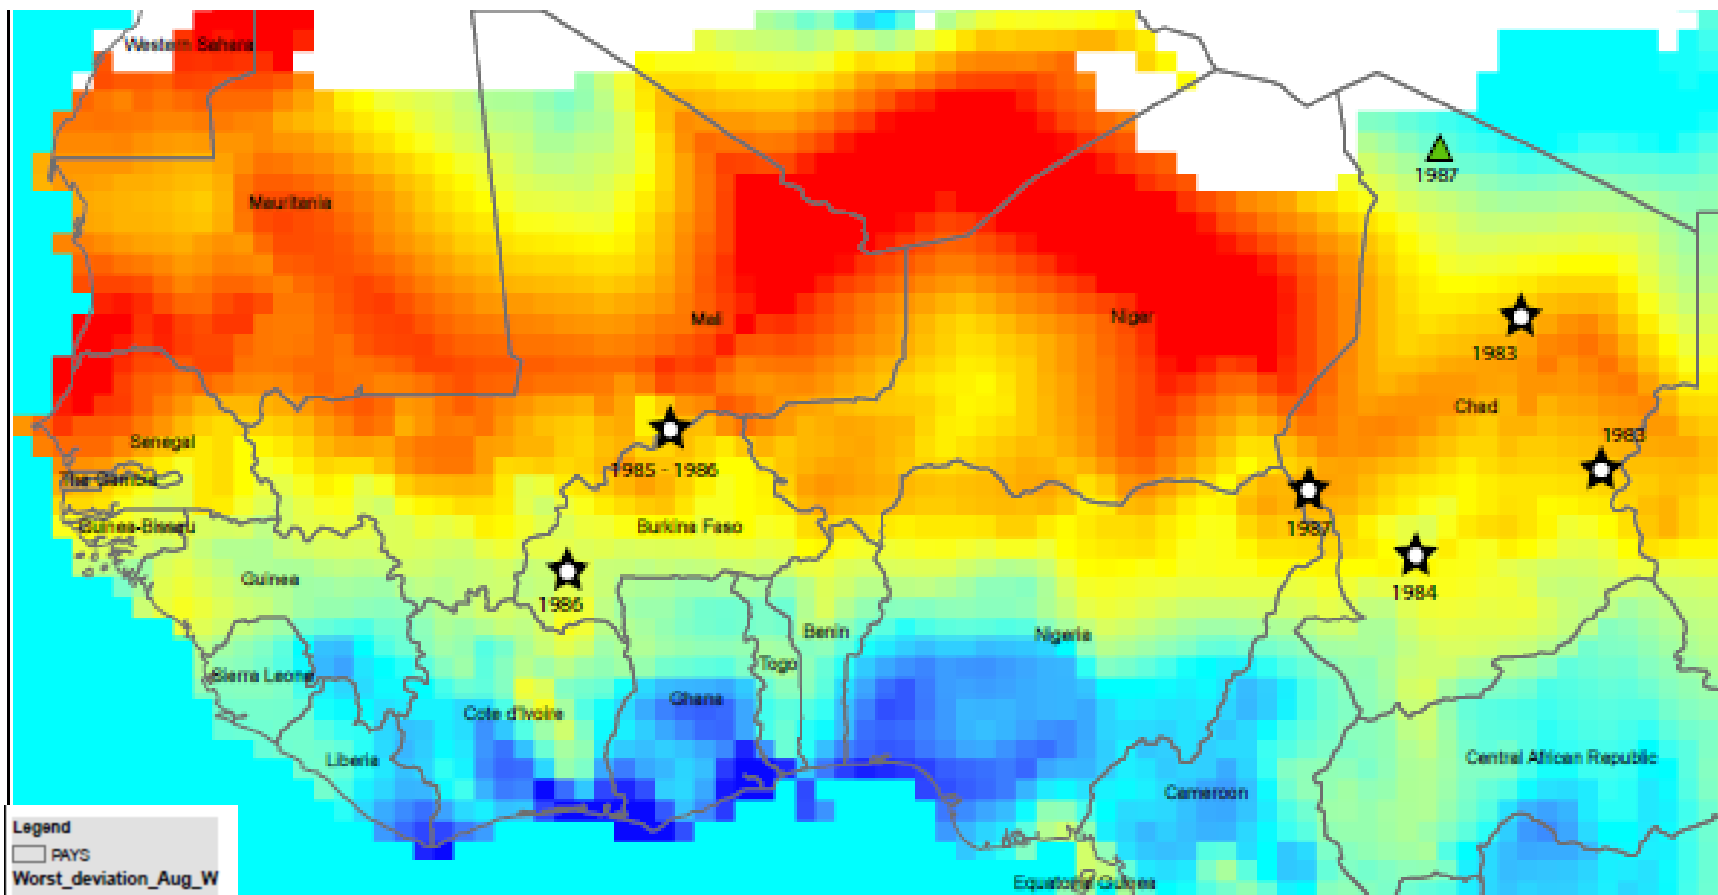 Western Sahara
1987
Mauritania
Mali
Niger
1983
Chad
1983
Senegal
The Gambia
1985 - 1986
Guinea-Bissau
Burkina Faso
1987
Guinea
1986
1984
Benin
Nigeria
Togo
Sierra Leone
Ghana
Cote d'Ivoire
Liberia
Central African Republic
Cameroon
Equatorial Guinea
Legend
PAYS
Worst_deviation_Aug_W